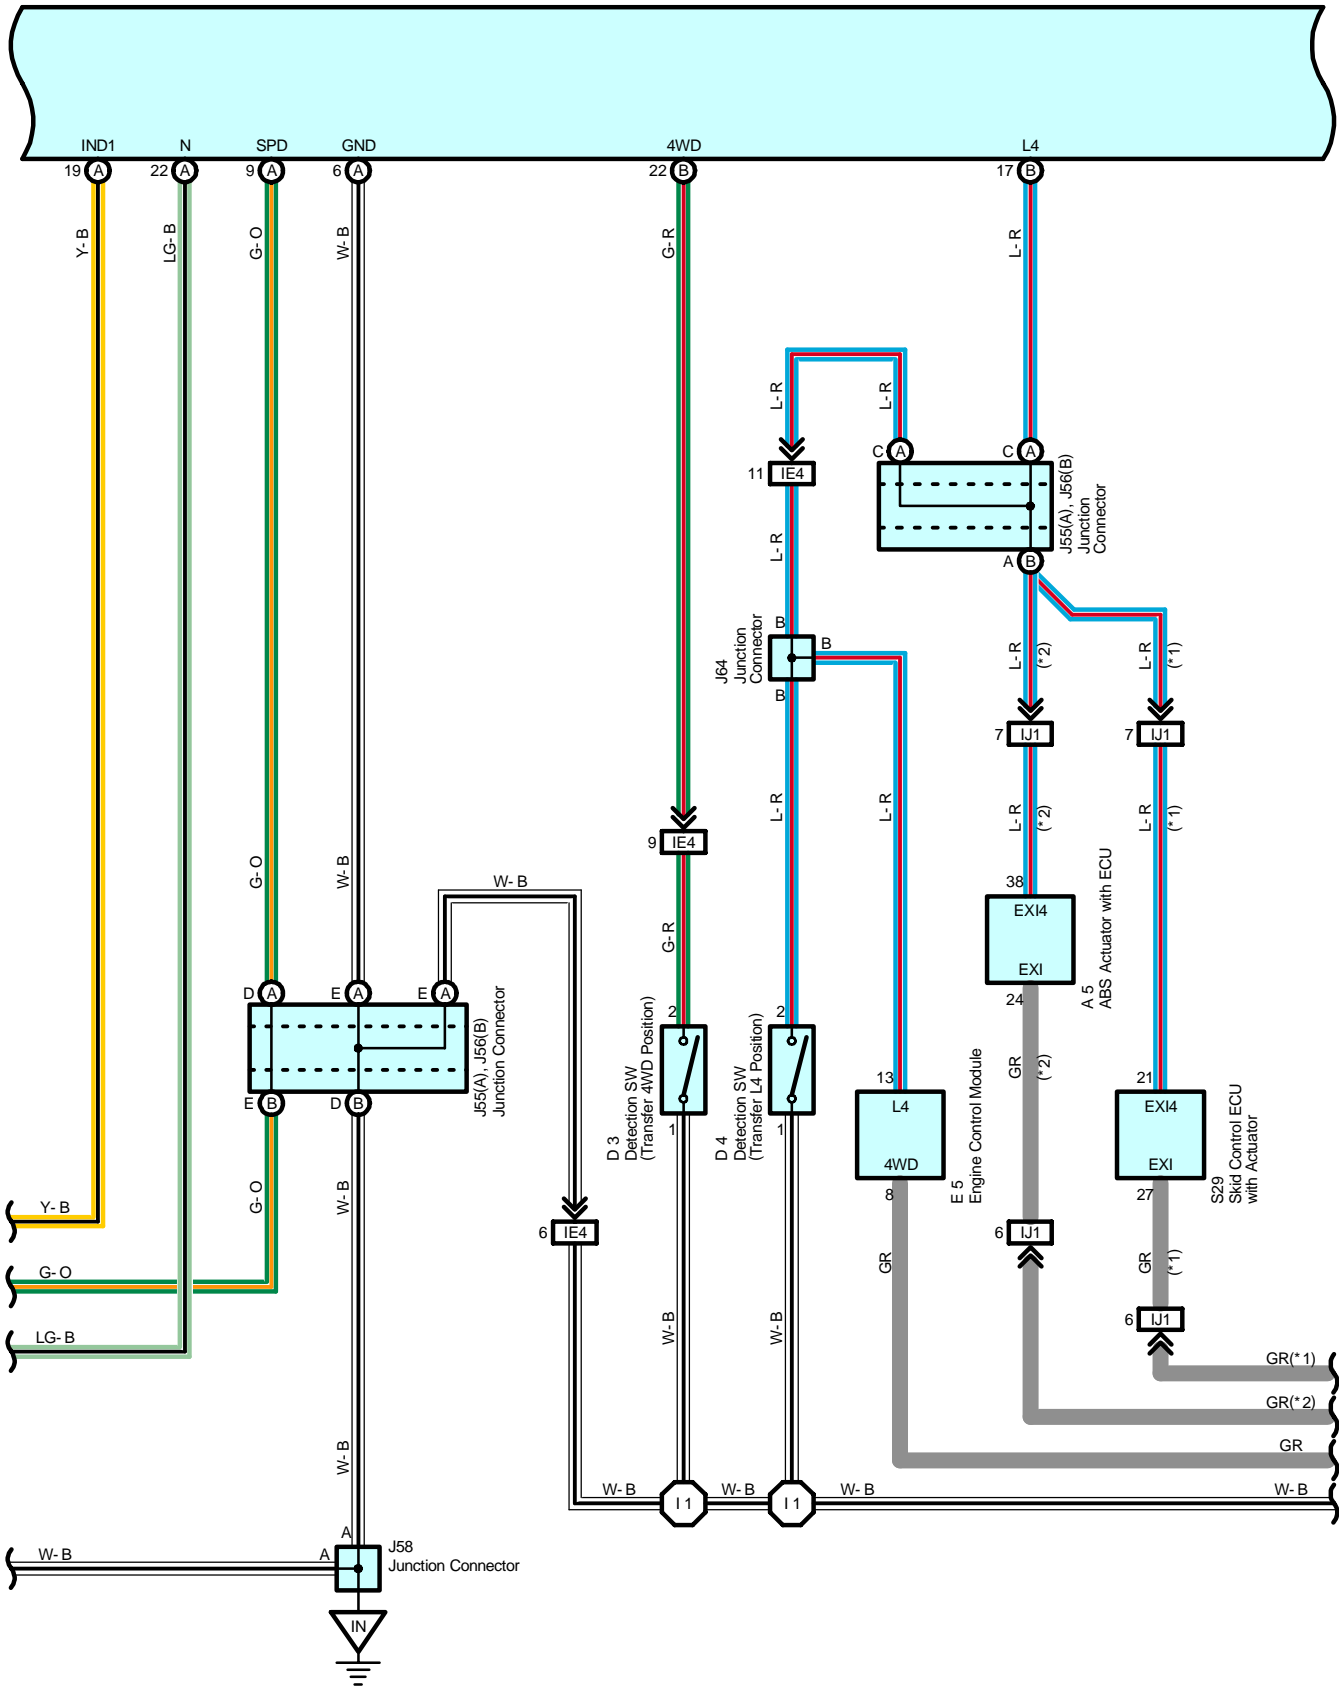 IND1 N SPD GND 4WD L4
19 A 22 A 9 A 6 A 22 B 17 B
Y-B LG-B G-O W-B G-R L-R
L-R L-R
C A C A
11 IE4
J55(A), J56(B)
Junction
Connector
L-R
A B
B
B
J64
Junction
Connector
B
L-R
(*2)
L-R
(*1)
7 IJ1 7 IJ1
L-R L-R
L-R
(*2)
L-R
(*1)
9 IE4
G-O W-B
W-B
G-R
38
EXI4
EXI
24
A 5
ABS Actuator with ECU
D A E A E A
J55(A), J56(B)
Junction Connector
E B D B
2
1
D 3
Detection SW
(Transfer 4WD Position)
2
1
D 4
Detection SW
(Transfer L4 Position)
GR
(*2)
13
L4
4WD
8
E 5
Engine Control Module
21
EXI4
EXI
27
S29
Skid Control ECU
with Actuator
G-O W-B
Y-B
6 IE4
6 IJ1
GR
GR
(*1)
G-O
6 IJ1
LG-B
W-B W-B
GR(*1)
GR(*2)
GR
W-B
W-B I1 W-B I1 W-B W-B
A
W-B A
J58
Junction Connector
IN